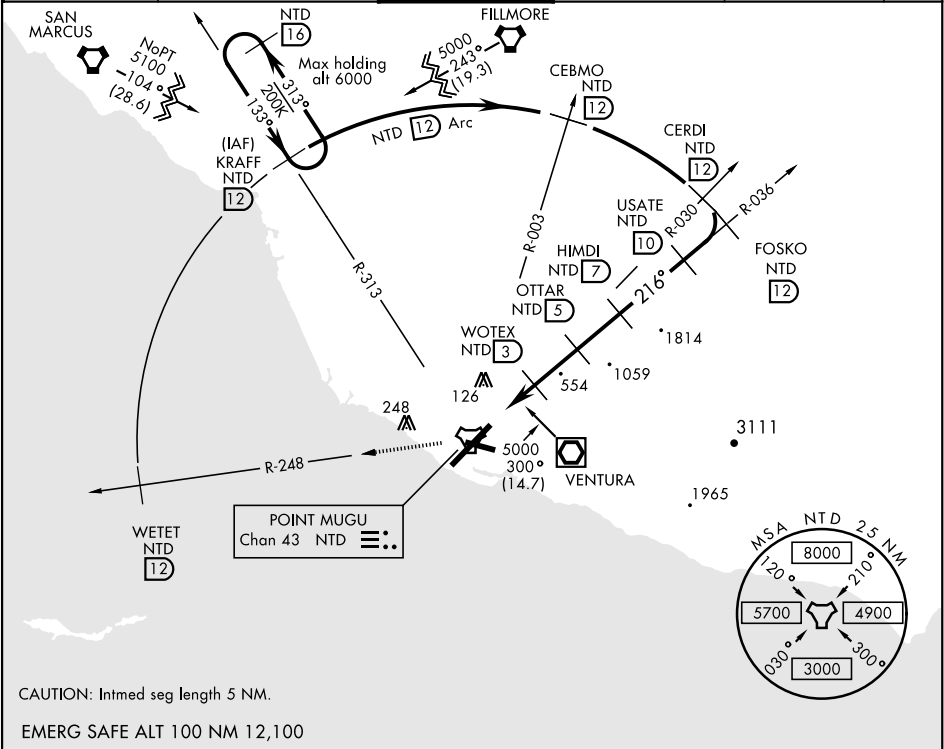 SAN
MARCUS
NoPT
5100
104°
(28.6)
NTD
16
Max holding
alt 6000
313°
200K
133°
FILLMORE
5000
243°
(19.3)
CEBMO
NTD
12
NTD 12 Arc
CERDI
NTD
12
(IAF)
KRAFF
NTD
12
R-313
R-003
USATE
NTD
10
R-030
R-036
HIMDI
NTD 7
216°
FOSKO
NTD
12
OTTAR
NTD 5
1814
WOTEX
NTD 3
1059
554
126
248
3111
5000
300°
(14.7)
VENTURA
R-248
1965
POINT MUGU
Chan 43 NTD
WETET
NTD
12
MSA NTD 25 NM
8000
120°
210°
5700
4900
030°
300°
3000
CAUTION: Intmed seg length 5 NM.
EMERG SAFE ALT 100 NM 12,100